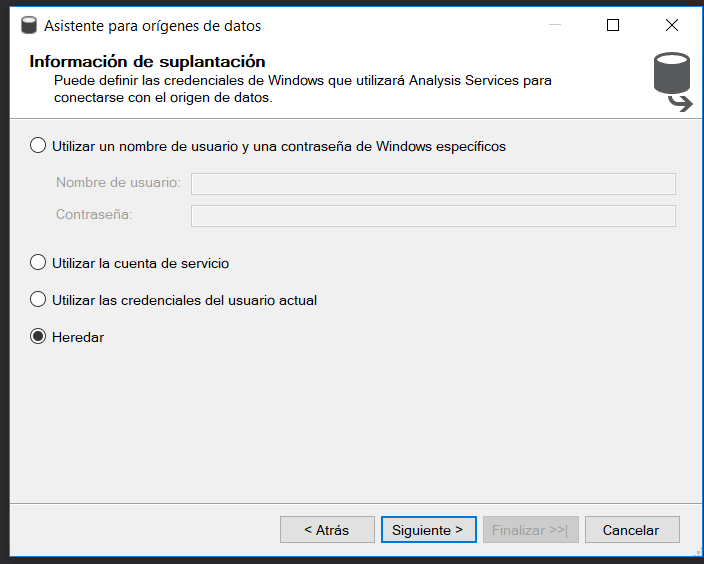 Asistente para orígenes de datos
Información de suplantación
Puede definir las credenciales de Windows que utilizará Analysis Services para
conectarse con el origen de datos.
Utilizar un nombre de usuario y una contraseña de Windows específicos
Nombre de usuario:
Contraseña:
Utilizar la cuenta de servicio
Utilizar las credenciales del usuario actual
Heredar
< Atrás Siguiente > Finalizar >>| Cancelar